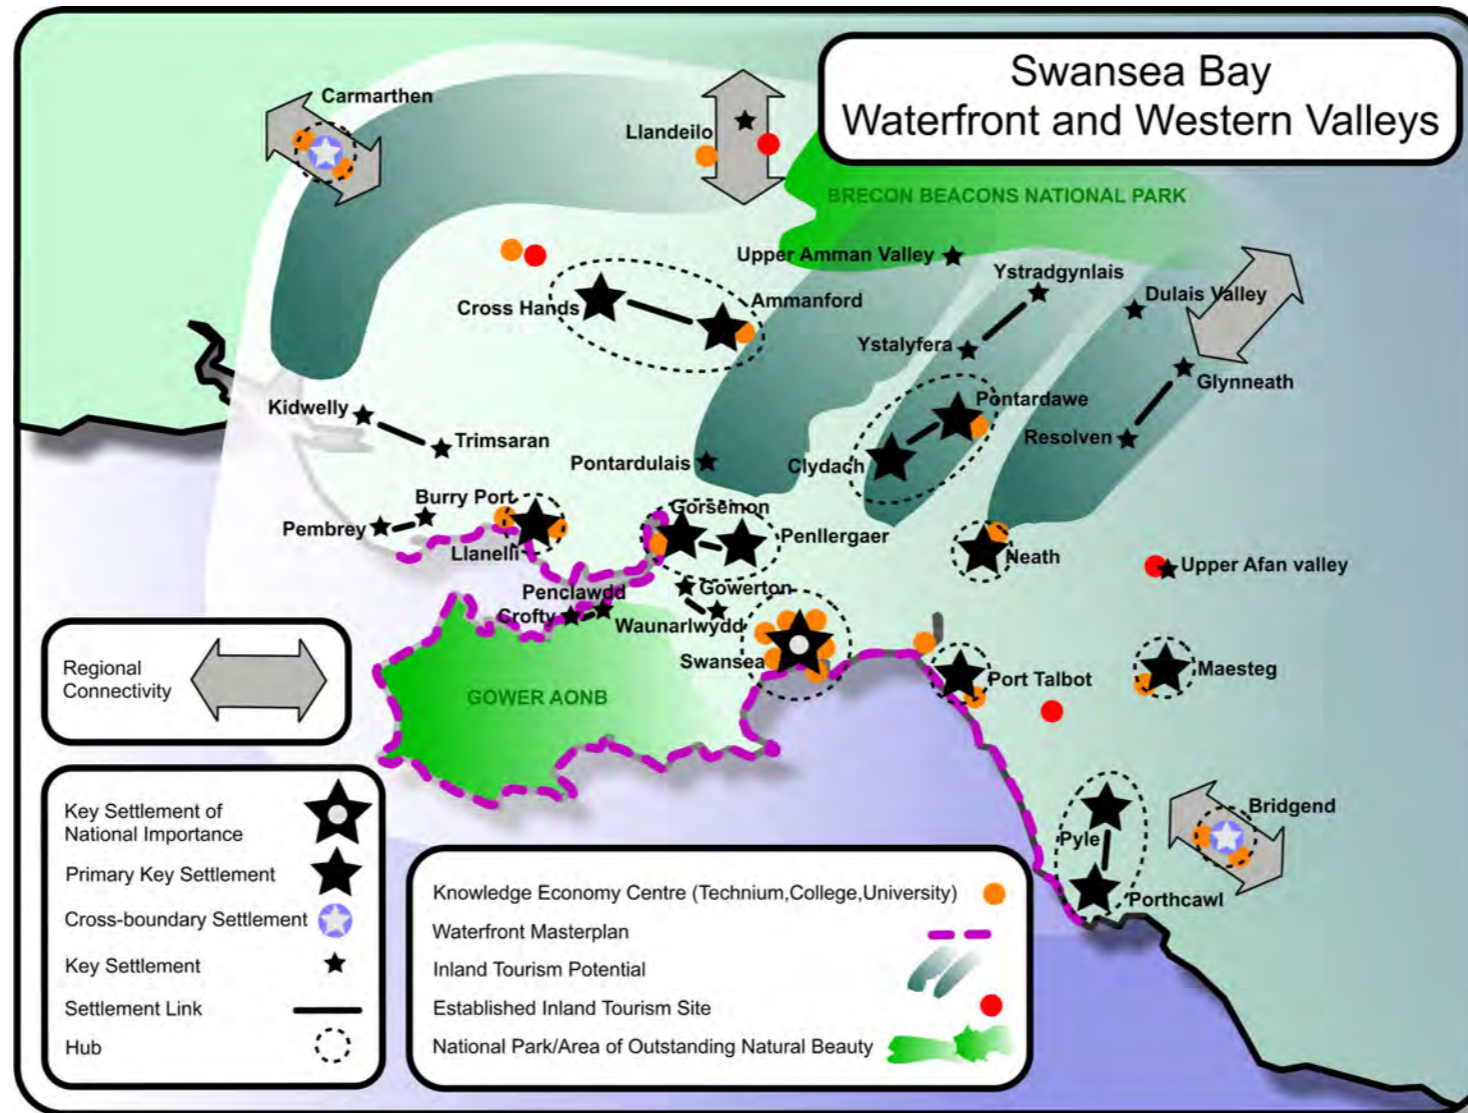 Swansea Bay
Waterfront and Western Valleys
Carmarthen
Llandeilo
BRECON BEACONS NATIONAL PARK
Upper Amman Valley
Ystradgynlais
Dulais Valley
Cross Hands
Ammanford
Ystalyfera
Glynneath
Kidwelly
Trimsaran
Pontardawe
Resolven
Pontardulais
Clydach
Burry Port
Pembrey
Llanelli
Gorseinon
Penllergaer
Neath
Upper Afan valley
Penclawdd
Gowerton
Crofty
Waunarlwydd
Swansea
Port Talbot
Maesteg
GOWER AONB
Bridgend
Pyle
Porthcawl
Regional
Connectivity
Key Settlement of
National Importance
Primary Key Settlement
Cross-boundary Settlement
Key Settlement
Settlement Link
Hub
Knowledge Economy Centre (Technium,College,University)
Waterfront Masterplan
Inland Tourism Potential
Established Inland Tourism Site
National Park/Area of Outstanding Natural Beauty